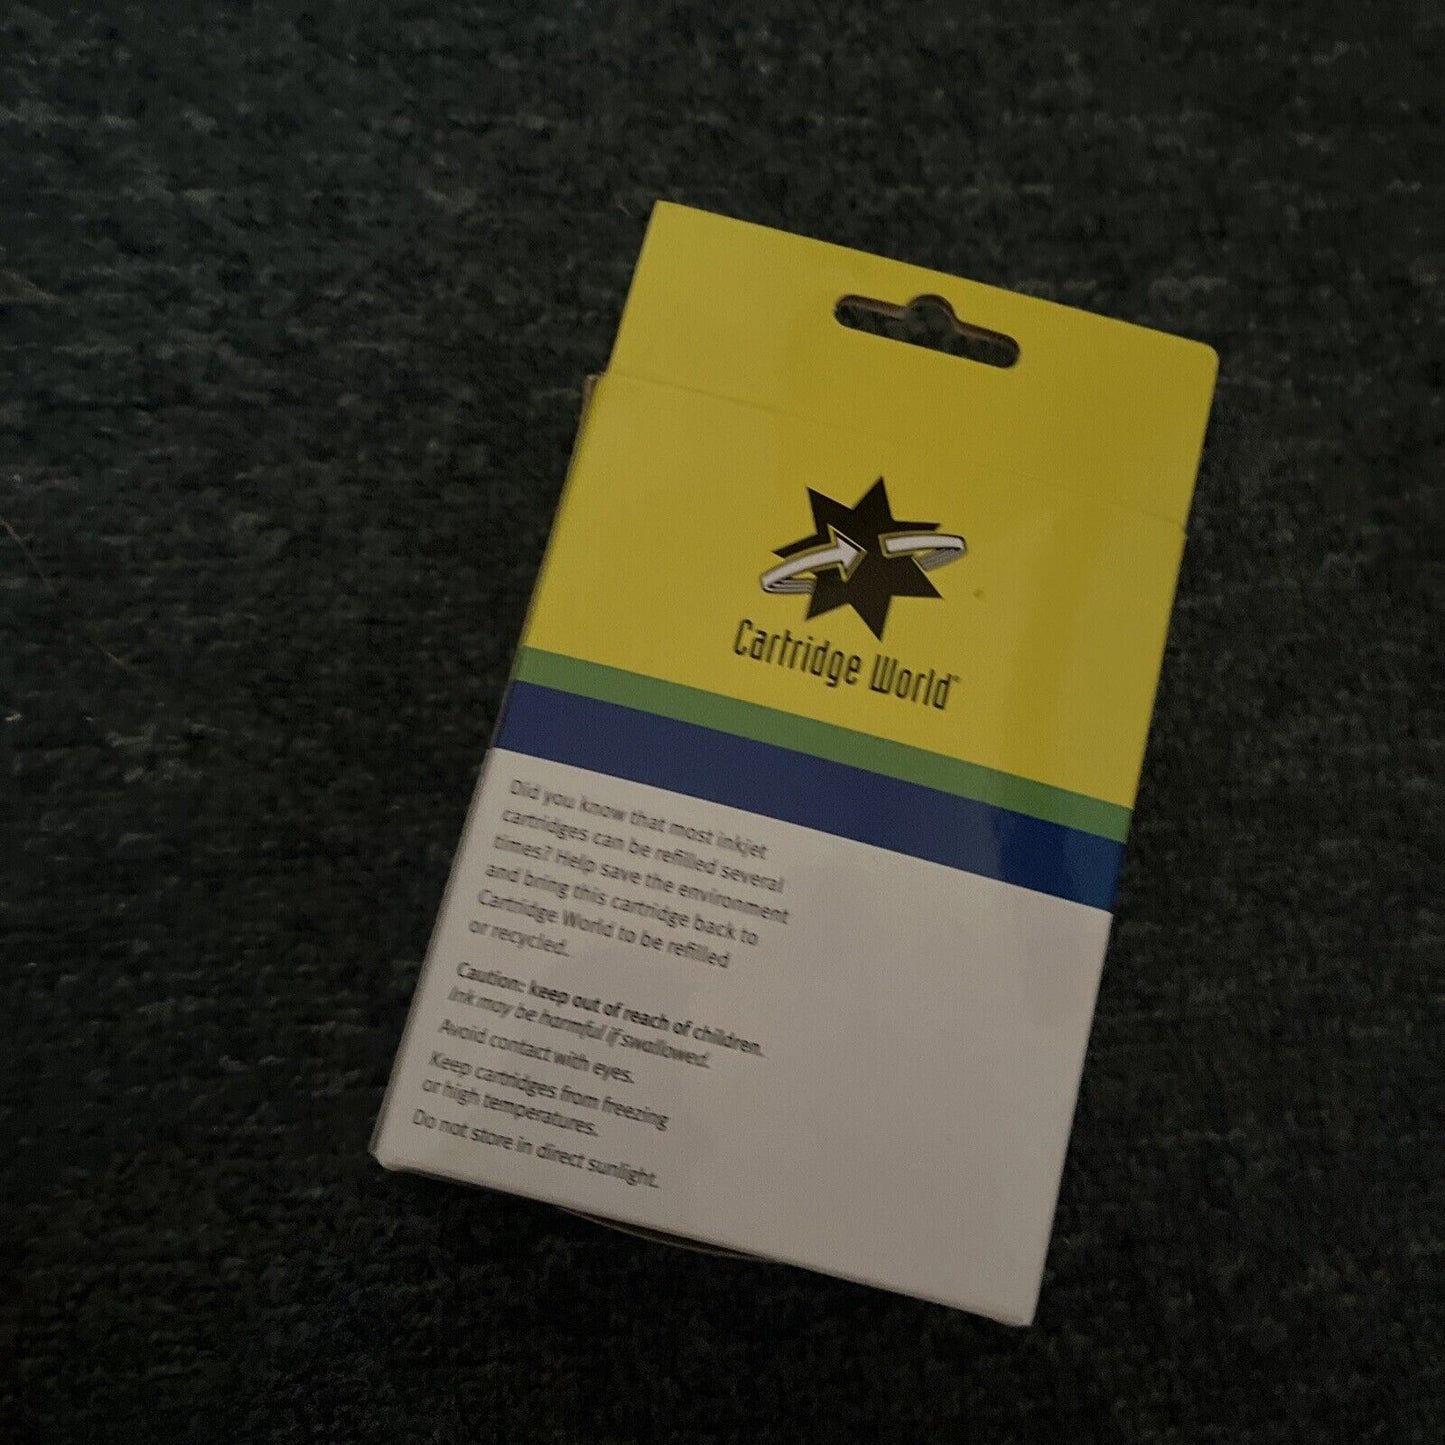 Cartridge World™
Did you know that most inkjet
cartridges can be refilled several
times? Help save the environment
and bring this cartridge back to
Cartridge World to be refilled
or recycled.
Caution: keep out of reach of children.
Ink may be harmful if swallowed.
Avoid contact with eyes.
Keep cartridges from freezing
or high temperatures.
Do not store in direct sunlight.